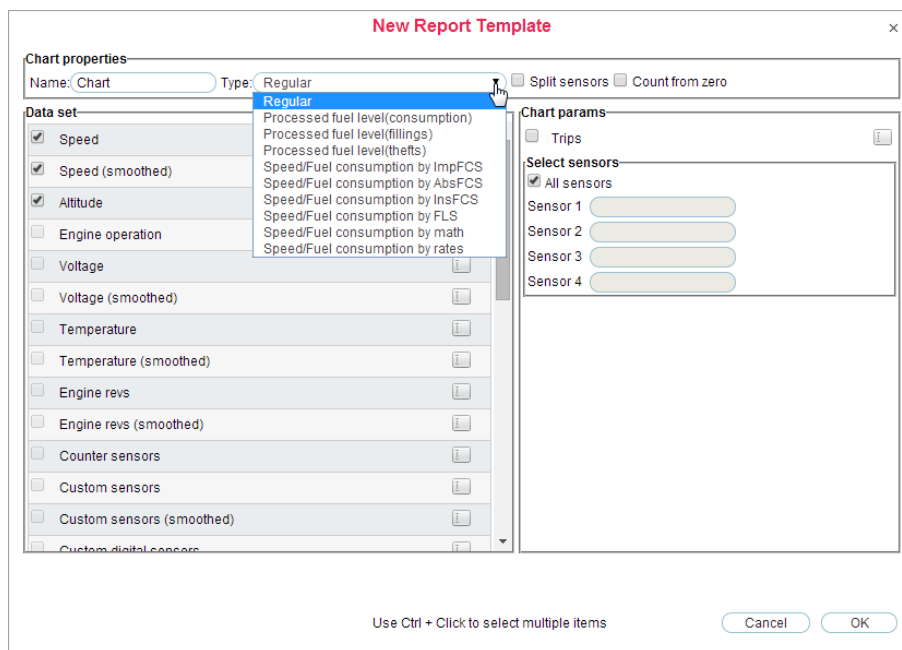 New Report Template
×
Chart properties
Name: Chart Type: Regular Split sensors Count from zero
Regular
Processed fuel level(consumption)
Processed fuel level(fillings)
Processed fuel level(thefts)
Speed/Fuel consumption by ImpFCS
Speed/Fuel consumption by AbsFCS
Speed/Fuel consumption by InsFCS
Speed/Fuel consumption by FLS
Speed/Fuel consumption by math
Speed/Fuel consumption by rates
Data set
Speed
Speed (smoothed)
Altitude
Engine operation
Voltage
Voltage (smoothed)
Temperature
Temperature (smoothed)
Engine revs
Engine revs (smoothed)
Counter sensors
Custom sensors
Custom sensors (smoothed)
Custom digital sensors
Chart params
Trips
Select sensors
All sensors
Sensor 1
Sensor 2
Sensor 3
Sensor 4
Use Ctrl + Click to select multiple items
Cancel OK